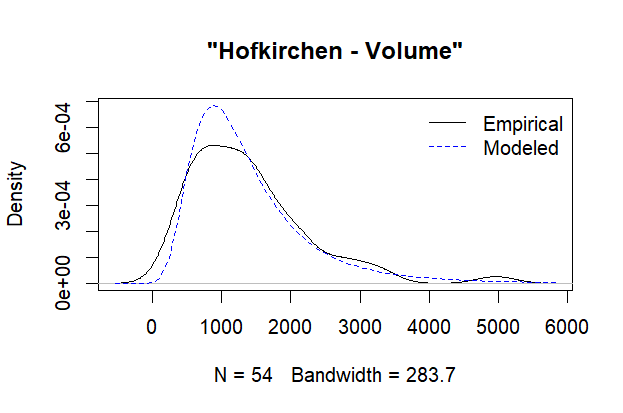 "Hofkirchen - Volume"
Empirical
Modeled
Density
6e-04
3e-04
0e+00
0 1000 2000 3000 4000 5000 6000
N = 54 Bandwidth = 283.7